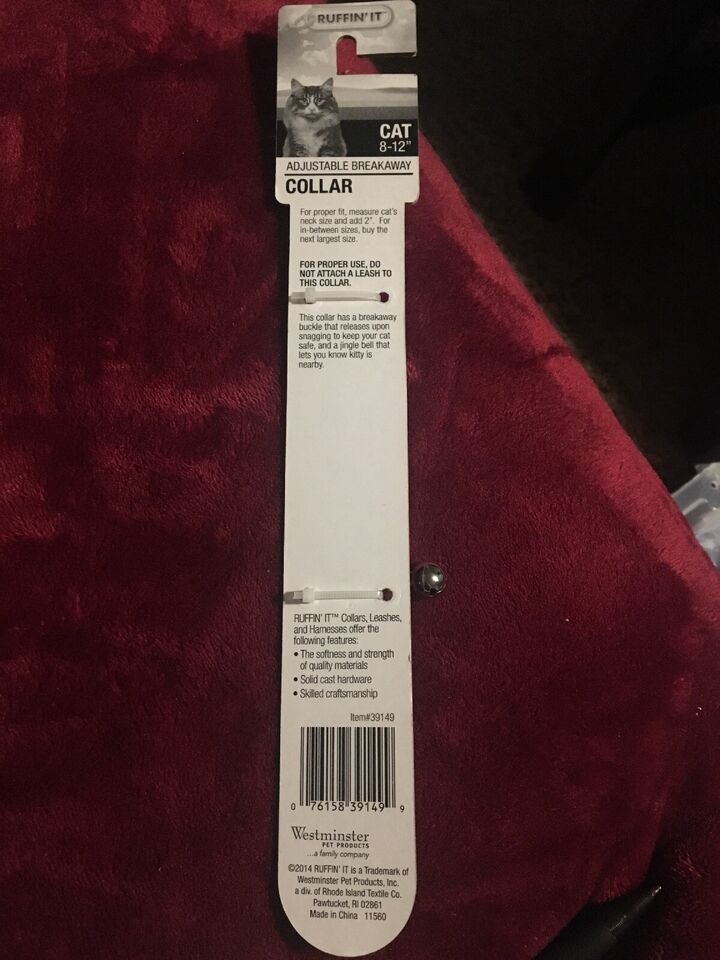 RUFFIN' IT
CAT
8-12"
ADJUSTABLE BREAKAWAY
COLLAR
For proper fit, measure cat's
neck size and add 2". For
in-between sizes, buy the
next largest size.
FOR PROPER USE, DO
NOT ATTACH A LEASH TO
THIS COLLAR.
This collar has a breakaway
buckle that releases upon
snagging to keep your cat
safe, and a jingle bell that
lets you know kitty is
nearby.
RUFFIN' IT™ Collars, Leashes,
and Harnesses offer the
following features:
• The softness and strength
of quality materials
• Solid cast hardware
• Skilled craftsmanship
Item#39149
0 76158 39149 9
Westminster
PET PRODUCTS
...a family company
©2014 RUFFIN' IT is a Trademark of
Westminster Pet Products, Inc.
a div. of Rhode Island Textile Co.
Pawtucket, RI 02861
Made in China 11560